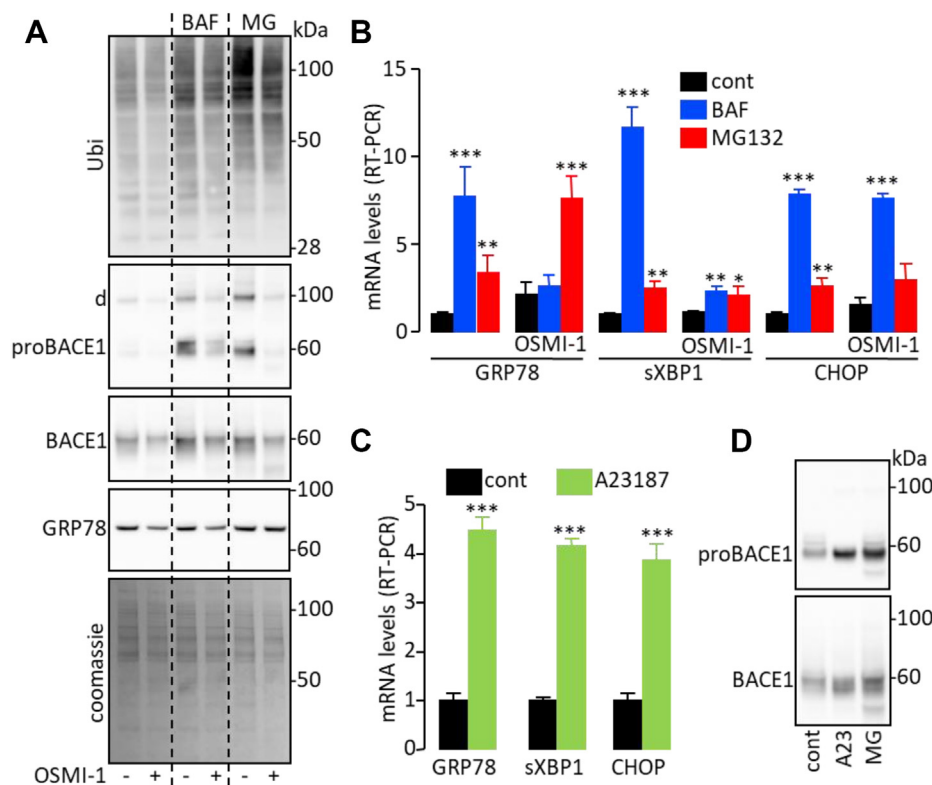 A
BAF MG
kDa
Ubi
100
50
28
d
100
proBACE1
60
BACE1
60
GRP78
100
60
coomassie
100
50
OSMI-1 - + - + - +
B
mRNA levels (RT-PCR)
15
10
5
0
cont
BAF
MG132
*** ** *** *** ** ** * *** ** ***
OSMI-1 OSMI-1 OSMI-1
GRP78 sXBP1 CHOP
C
cont A23187
mRNA levels (RT-PCR)
5
4
3
2
1
0
*** *** ***
GRP78 sXBP1 CHOP
D
kDa
100
proBACE1
60
100
BACE1
60
cont A23 MG